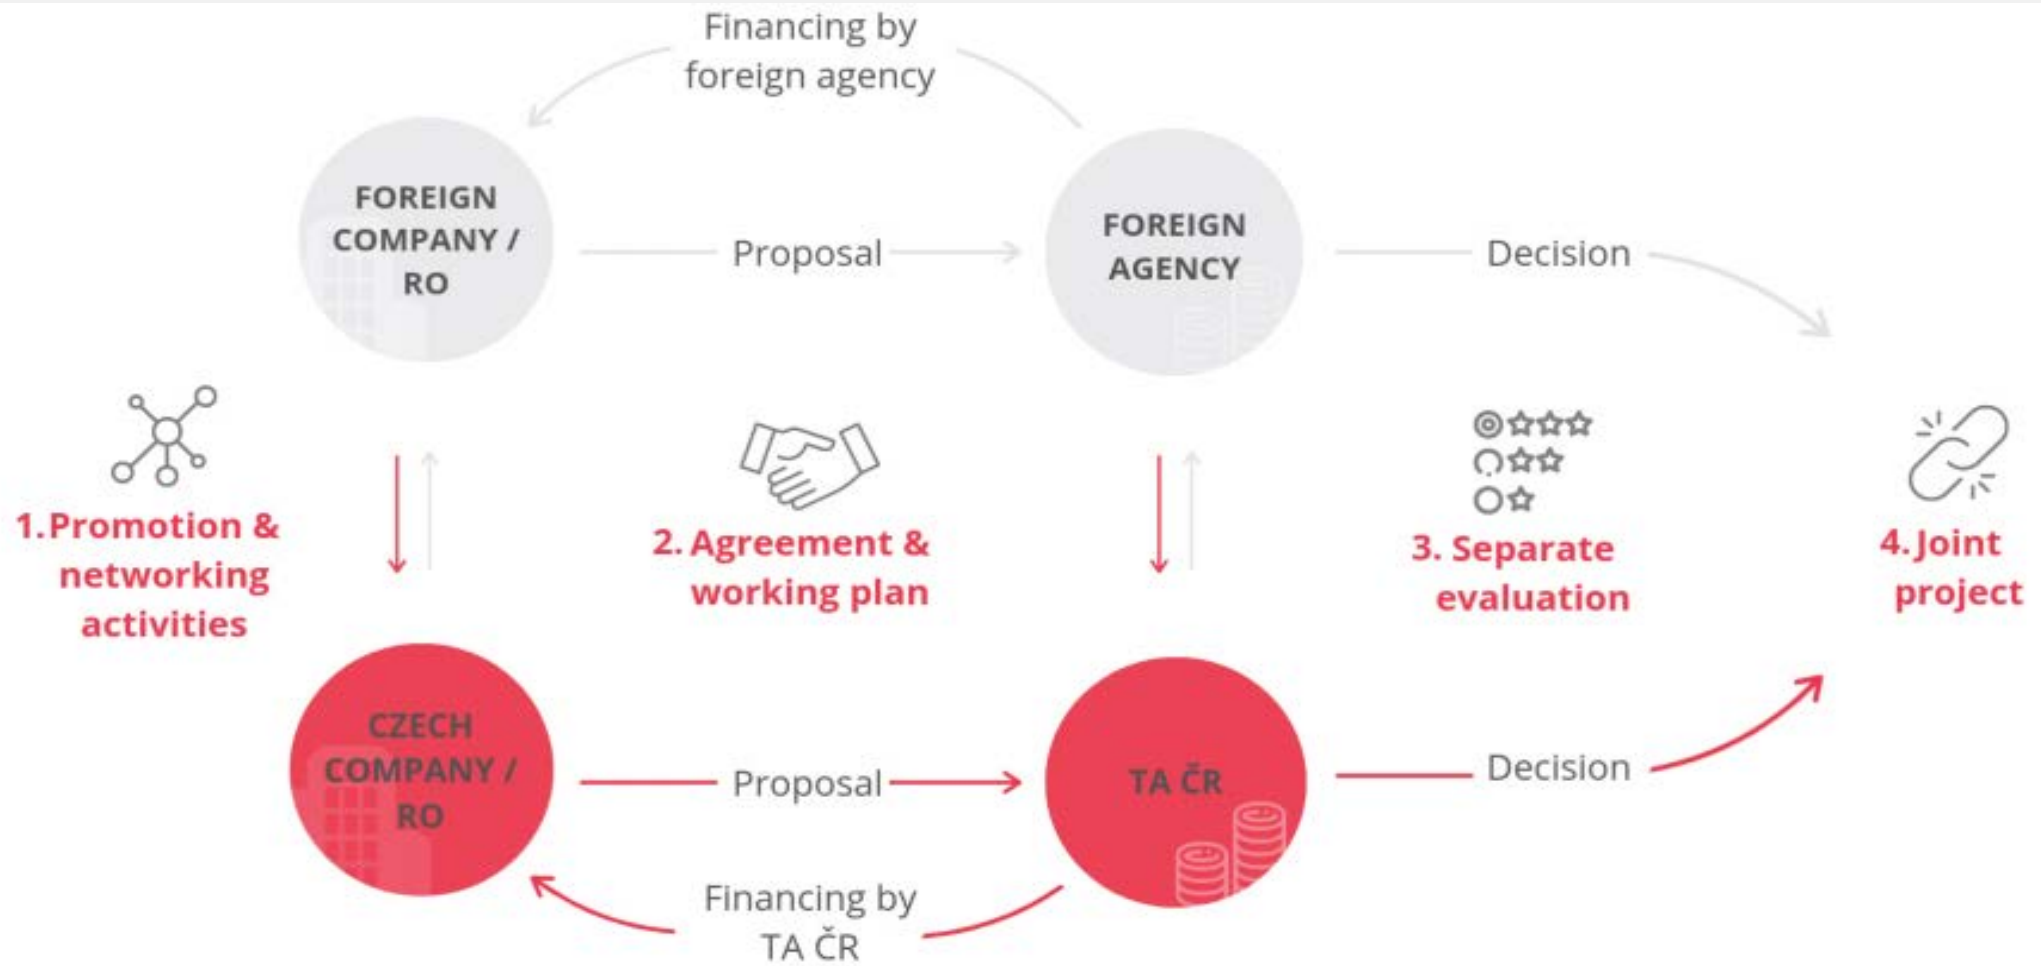 Financing by
foreign agency
FOREIGN
COMPANY /
RO
Proposal
FOREIGN
AGENCY
Decision
1. Promotion &
networking
activities
2. Agreement &
working plan
3. Separate
evaluation
4. Joint
project
CZECH
COMPANY /
RO
Proposal
TA ČR
Decision
Financing by
TA ČR